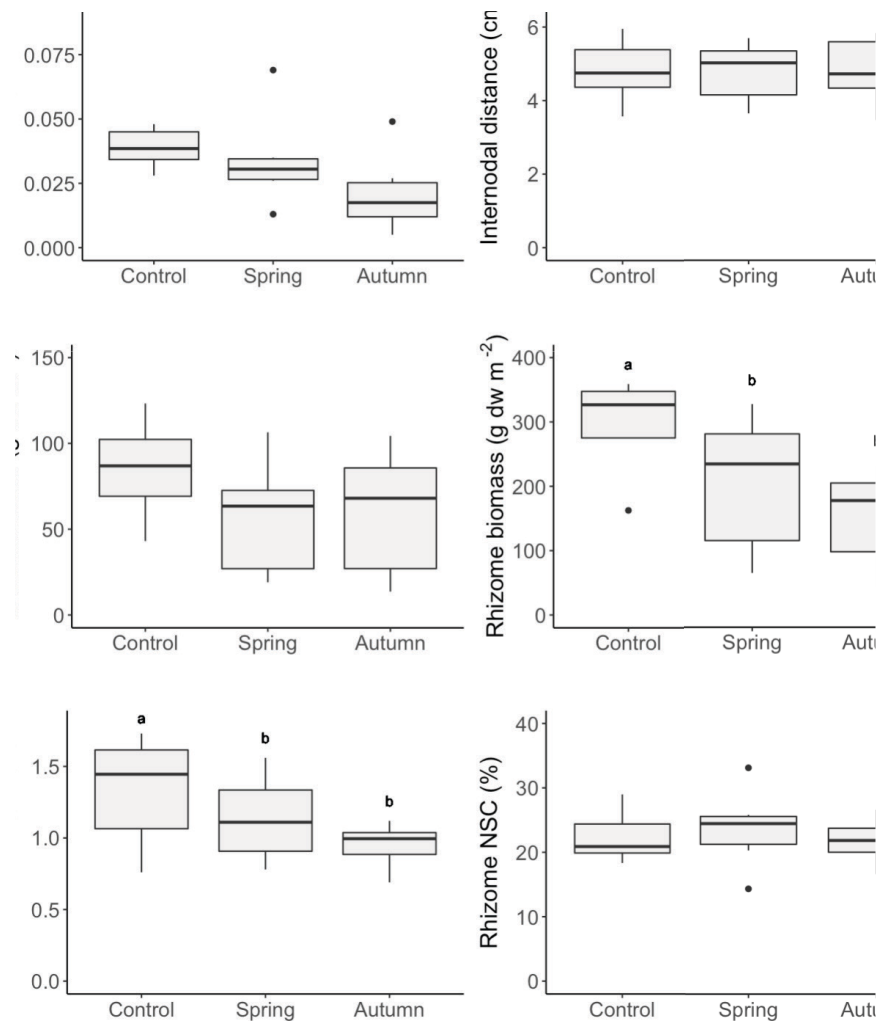 0.075
0.050
0.025
0.000
Control Spring Autumn
Internodal distance
6
4
2
0
Control Spring
150
100
50
0
Control Spring Autumn
Rhizome biomass (g dw m⁻²)
400
300
200
100
0
a
b
Control Spring
1.5
1.0
0.5
0.0
a
b
b
Control Spring Autumn
Rhizome NSC (%)
40
30
20
10
0
Control Spring